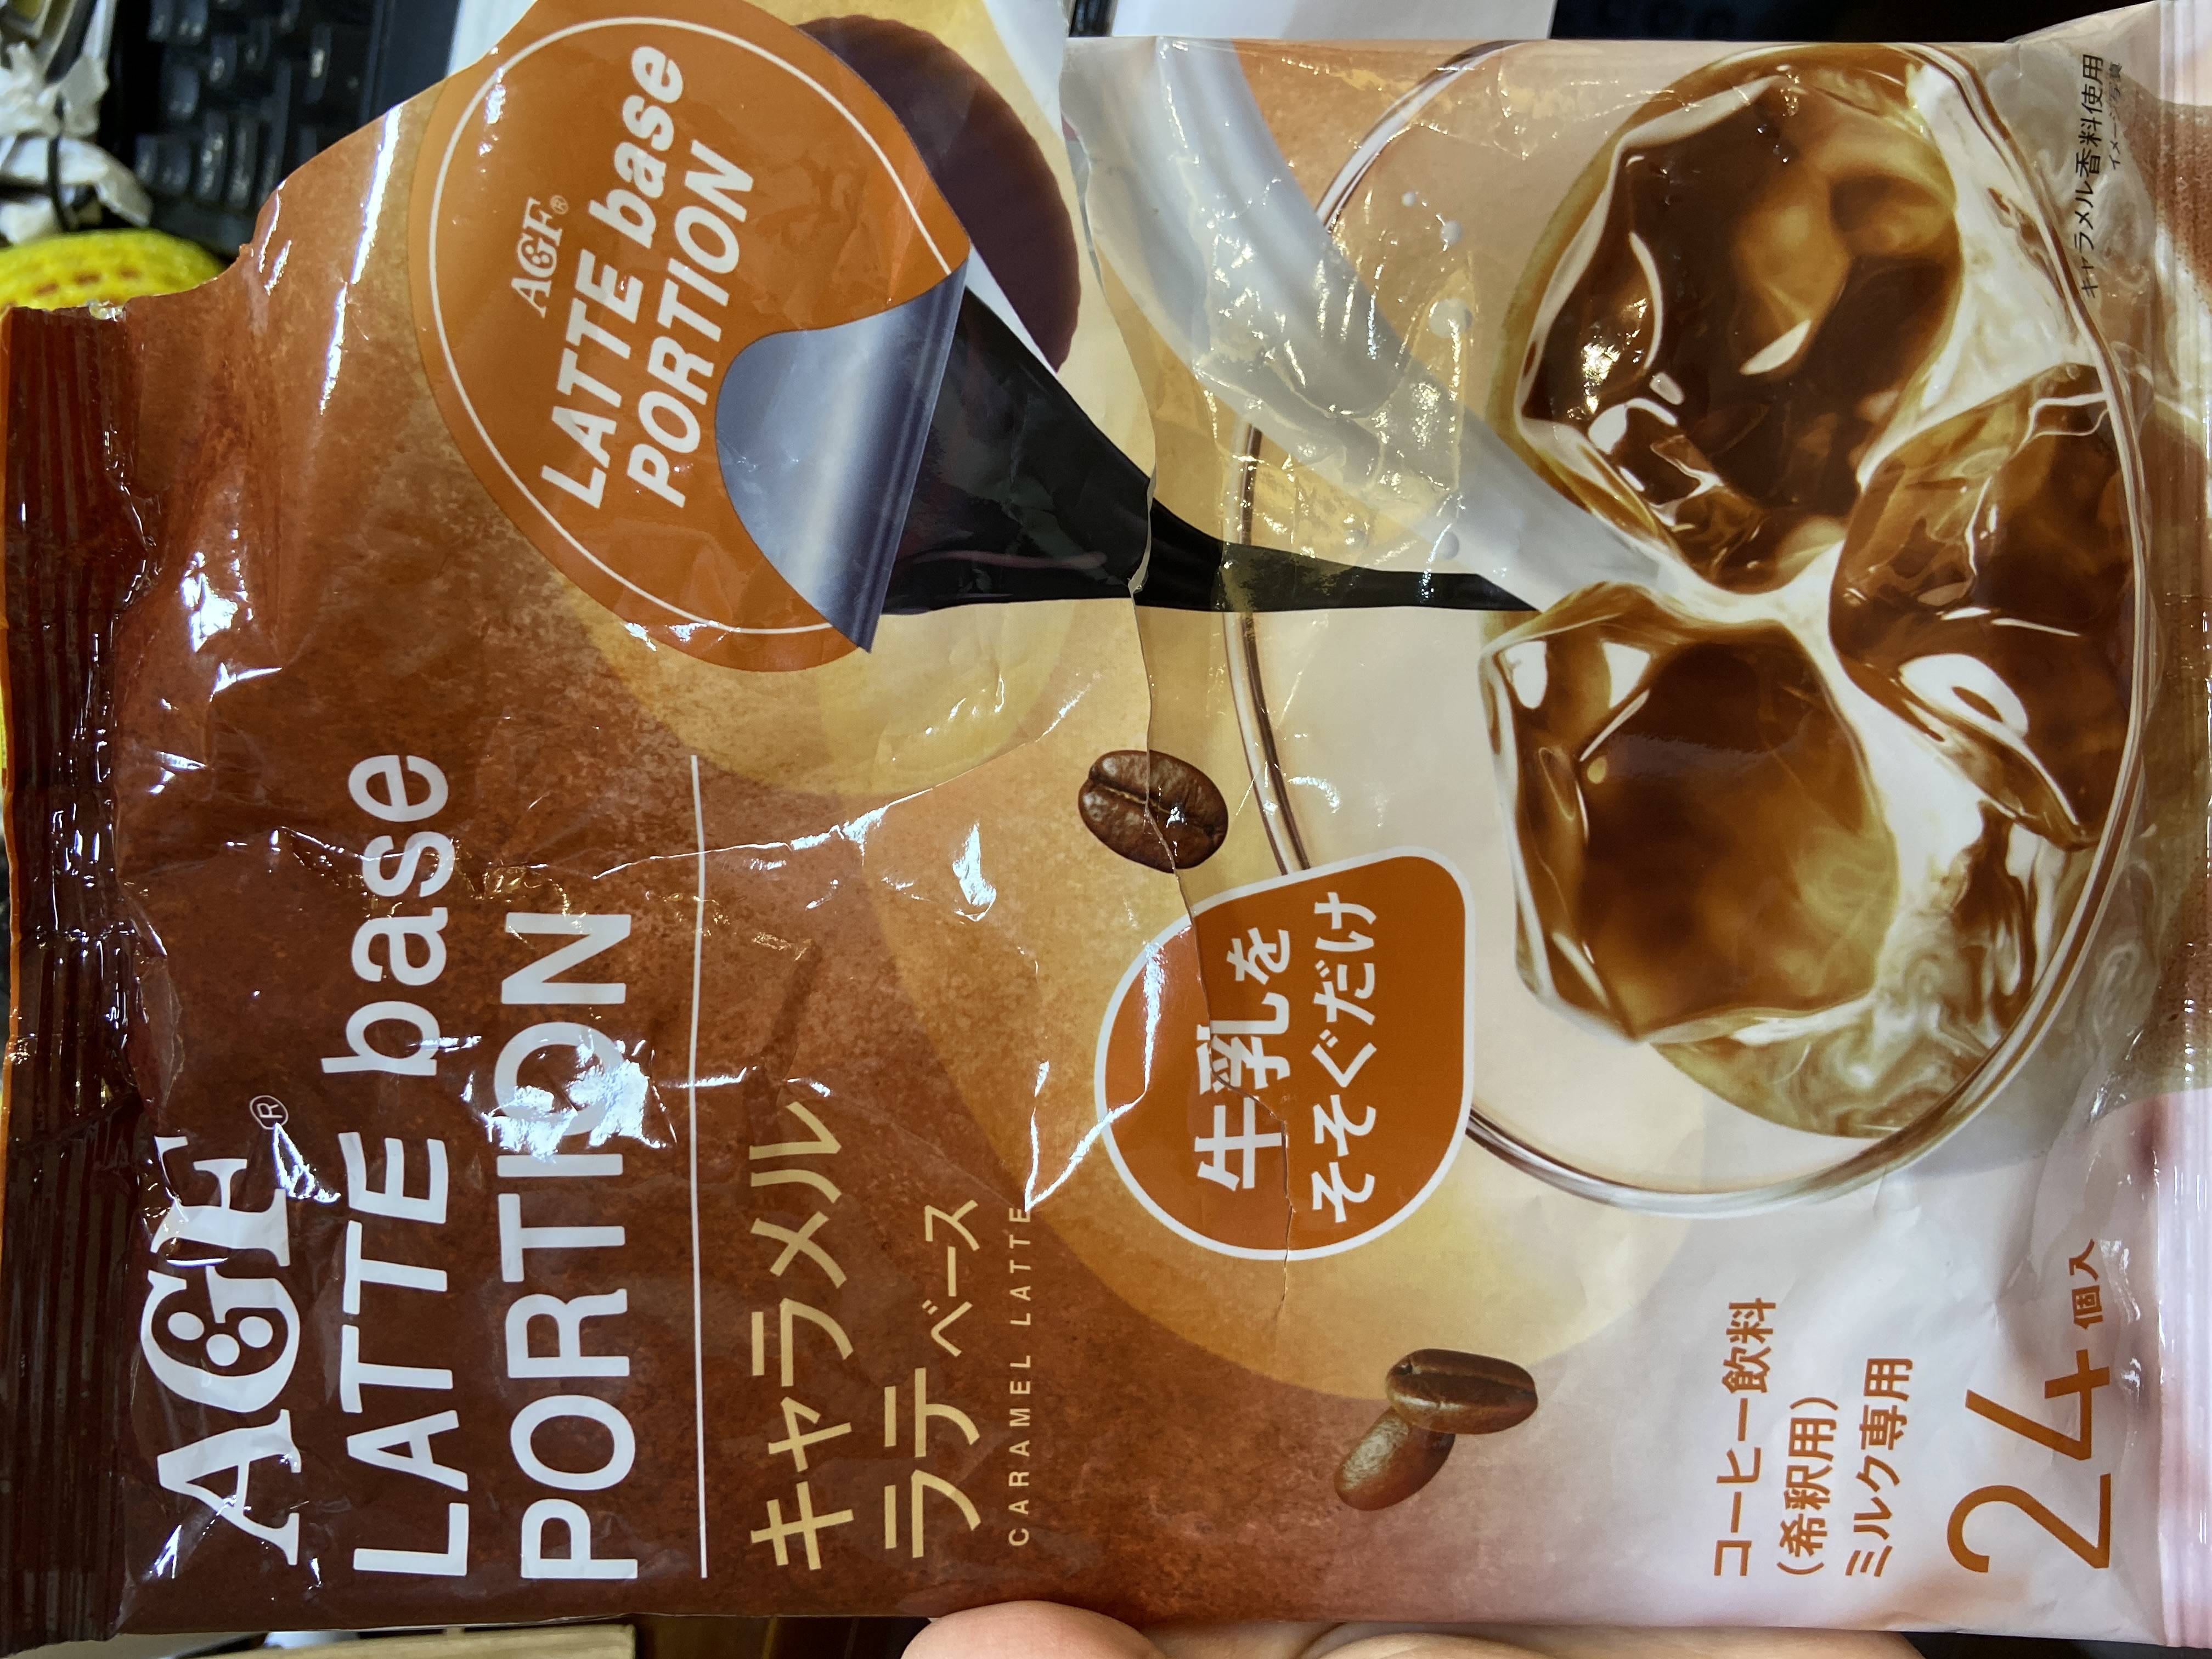 AGF®
LATTE base
PORTION
キャラメル
ラテベース
CARAMEL LATTE
AGF®
LATTE base
PORTION
牛乳を
そそぐだけ
コーヒー飲料
(希釈用)
ミルク専用
24個入
キャラメル香料使用
イメージ写真